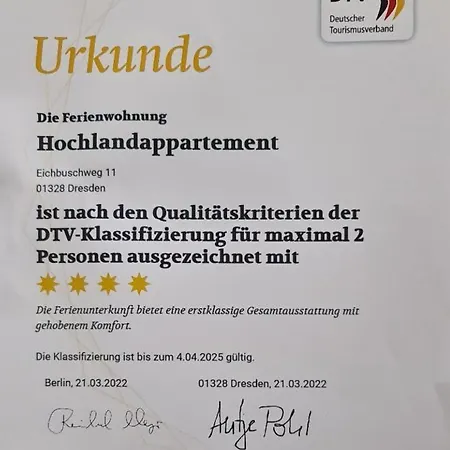 Deutscher
Tourismusverband
Urkunde
Die Ferienwohnung
Hochlandappartement
Eichbuschweg 11
01328 Dresden
ist nach den Qualitätskriterien der
DTV-Klassifizierung für maximal 2
Personen ausgezeichnet mit
Die Ferienunterkunft bietet eine erstklassige Gesamtausstattung mit
gehobenem Komfort.
Die Klassifizierung ist bis zum 4.04.2025 gültig.
Berlin, 21.03.2022
01328 Dresden, 21.03.2022
Antje Pohl